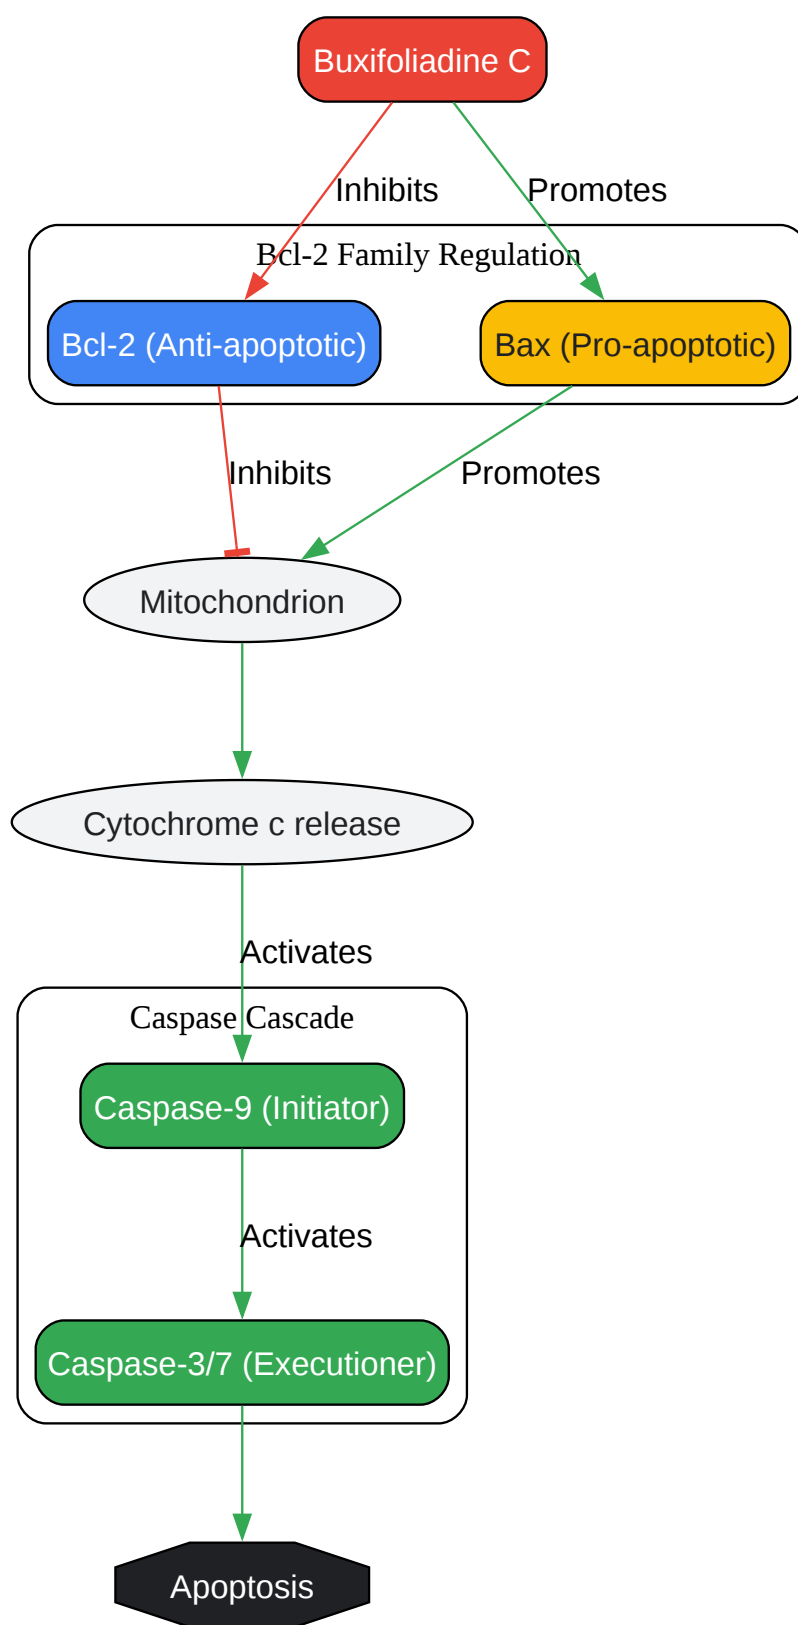 Buxifoliadine C
Inhibits
Promotes
Bcl-2 Family Regulation
Bcl-2 (Anti-apoptotic)
Bax (Pro-apoptotic)
Inhibits
Promotes
Mitochondrion
Cytochrome c release
Activates
Caspase Cascade
Caspase-9 (Initiator)
Activates
Caspase-3/7 (Executioner)
Apoptosis